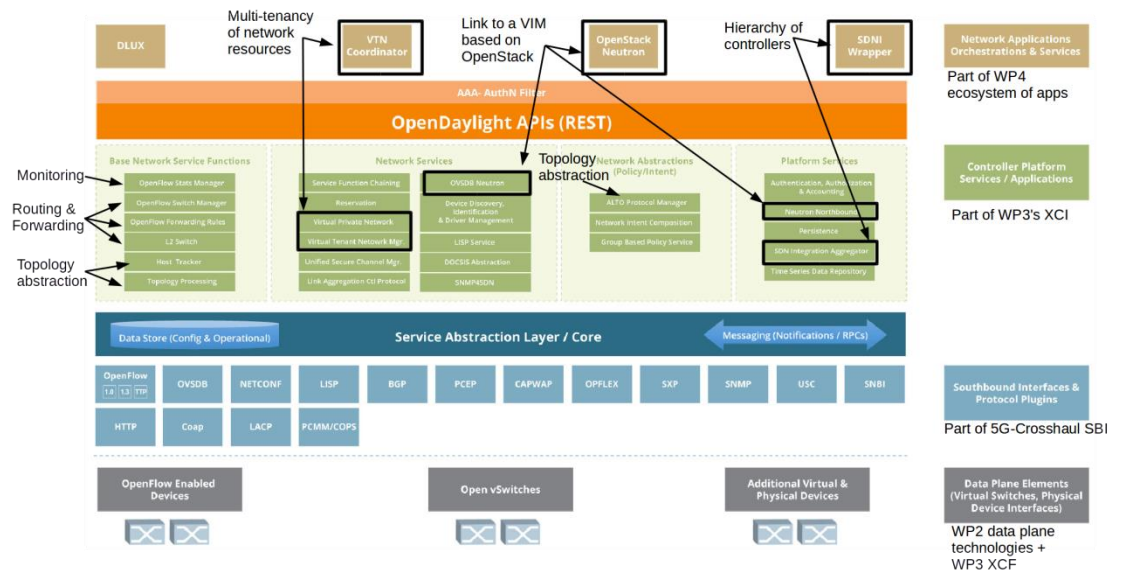 Multi-tenancy
of network
resources
Link to a VIM
based on
OpenStack
Hierarchy of
controllers
DLUX
VTN
Coordinator
OpenStack
Neutron
SDNI
Wrapper
Network Applications
Orchestrations & Services
Part of WP4
ecosystem of apps
AAA- AuthN Filter
OpenDaylight APIs (REST)
Base Network Service Functions
Monitoring
OpenFlow Stats Manager
Routing &
Forwarding
OpenFlow Switch Manager
OpenFlow Forwarding Rules
L2 Switch
Topology
abstraction
Host Tracker
Topology Processing
Network Services
Service Function Chaining
Reservation
Virtual Private Network
Virtual Tenant Network Mgr.
Unified Secure Channel Mgr.
Link Aggregation Ctl Protocol
OVSDB Neutron
Device Discovery,
Identification
& Driver Management
LISP Service
DOCSIS Abstraction
SNMP4SDN
Topology
abstraction
Network Abstractions
(Policy/Intent)
ALTO Protocol Manager
Network Intent Composition
Group Based Policy Service
Platform Services
Authentication, Authorization
& Accounting
Neutron Northbound
Persistence
SDN Integration Aggregator
Time Series Data Repository
Controller Platform
Services / Applications
Part of WP3's XCI
Data Store (Config & Operational)
Service Abstraction Layer / Core
Messaging (Notifications / RPCs)
OpenFlow
1.0 1.3 TTP
OVSDB
NETCONF
LISP
BGP
PCEP
CAPWAP
OPFLEX
SXP
SNMP
USC
SNBI
HTTP
Coap
LACP
PCMM/COPS
Southbound Interfaces &
Protocol Plugins
Part of 5G-Crosshaul SBI
OpenFlow Enabled
Devices
Open vSwitches
Additional Virtual &
Physical Devices
Data Plane Elements
(Virtual Switches, Physical
Device Interfaces)
WP2 data plane
technologies +
WP3 XCF